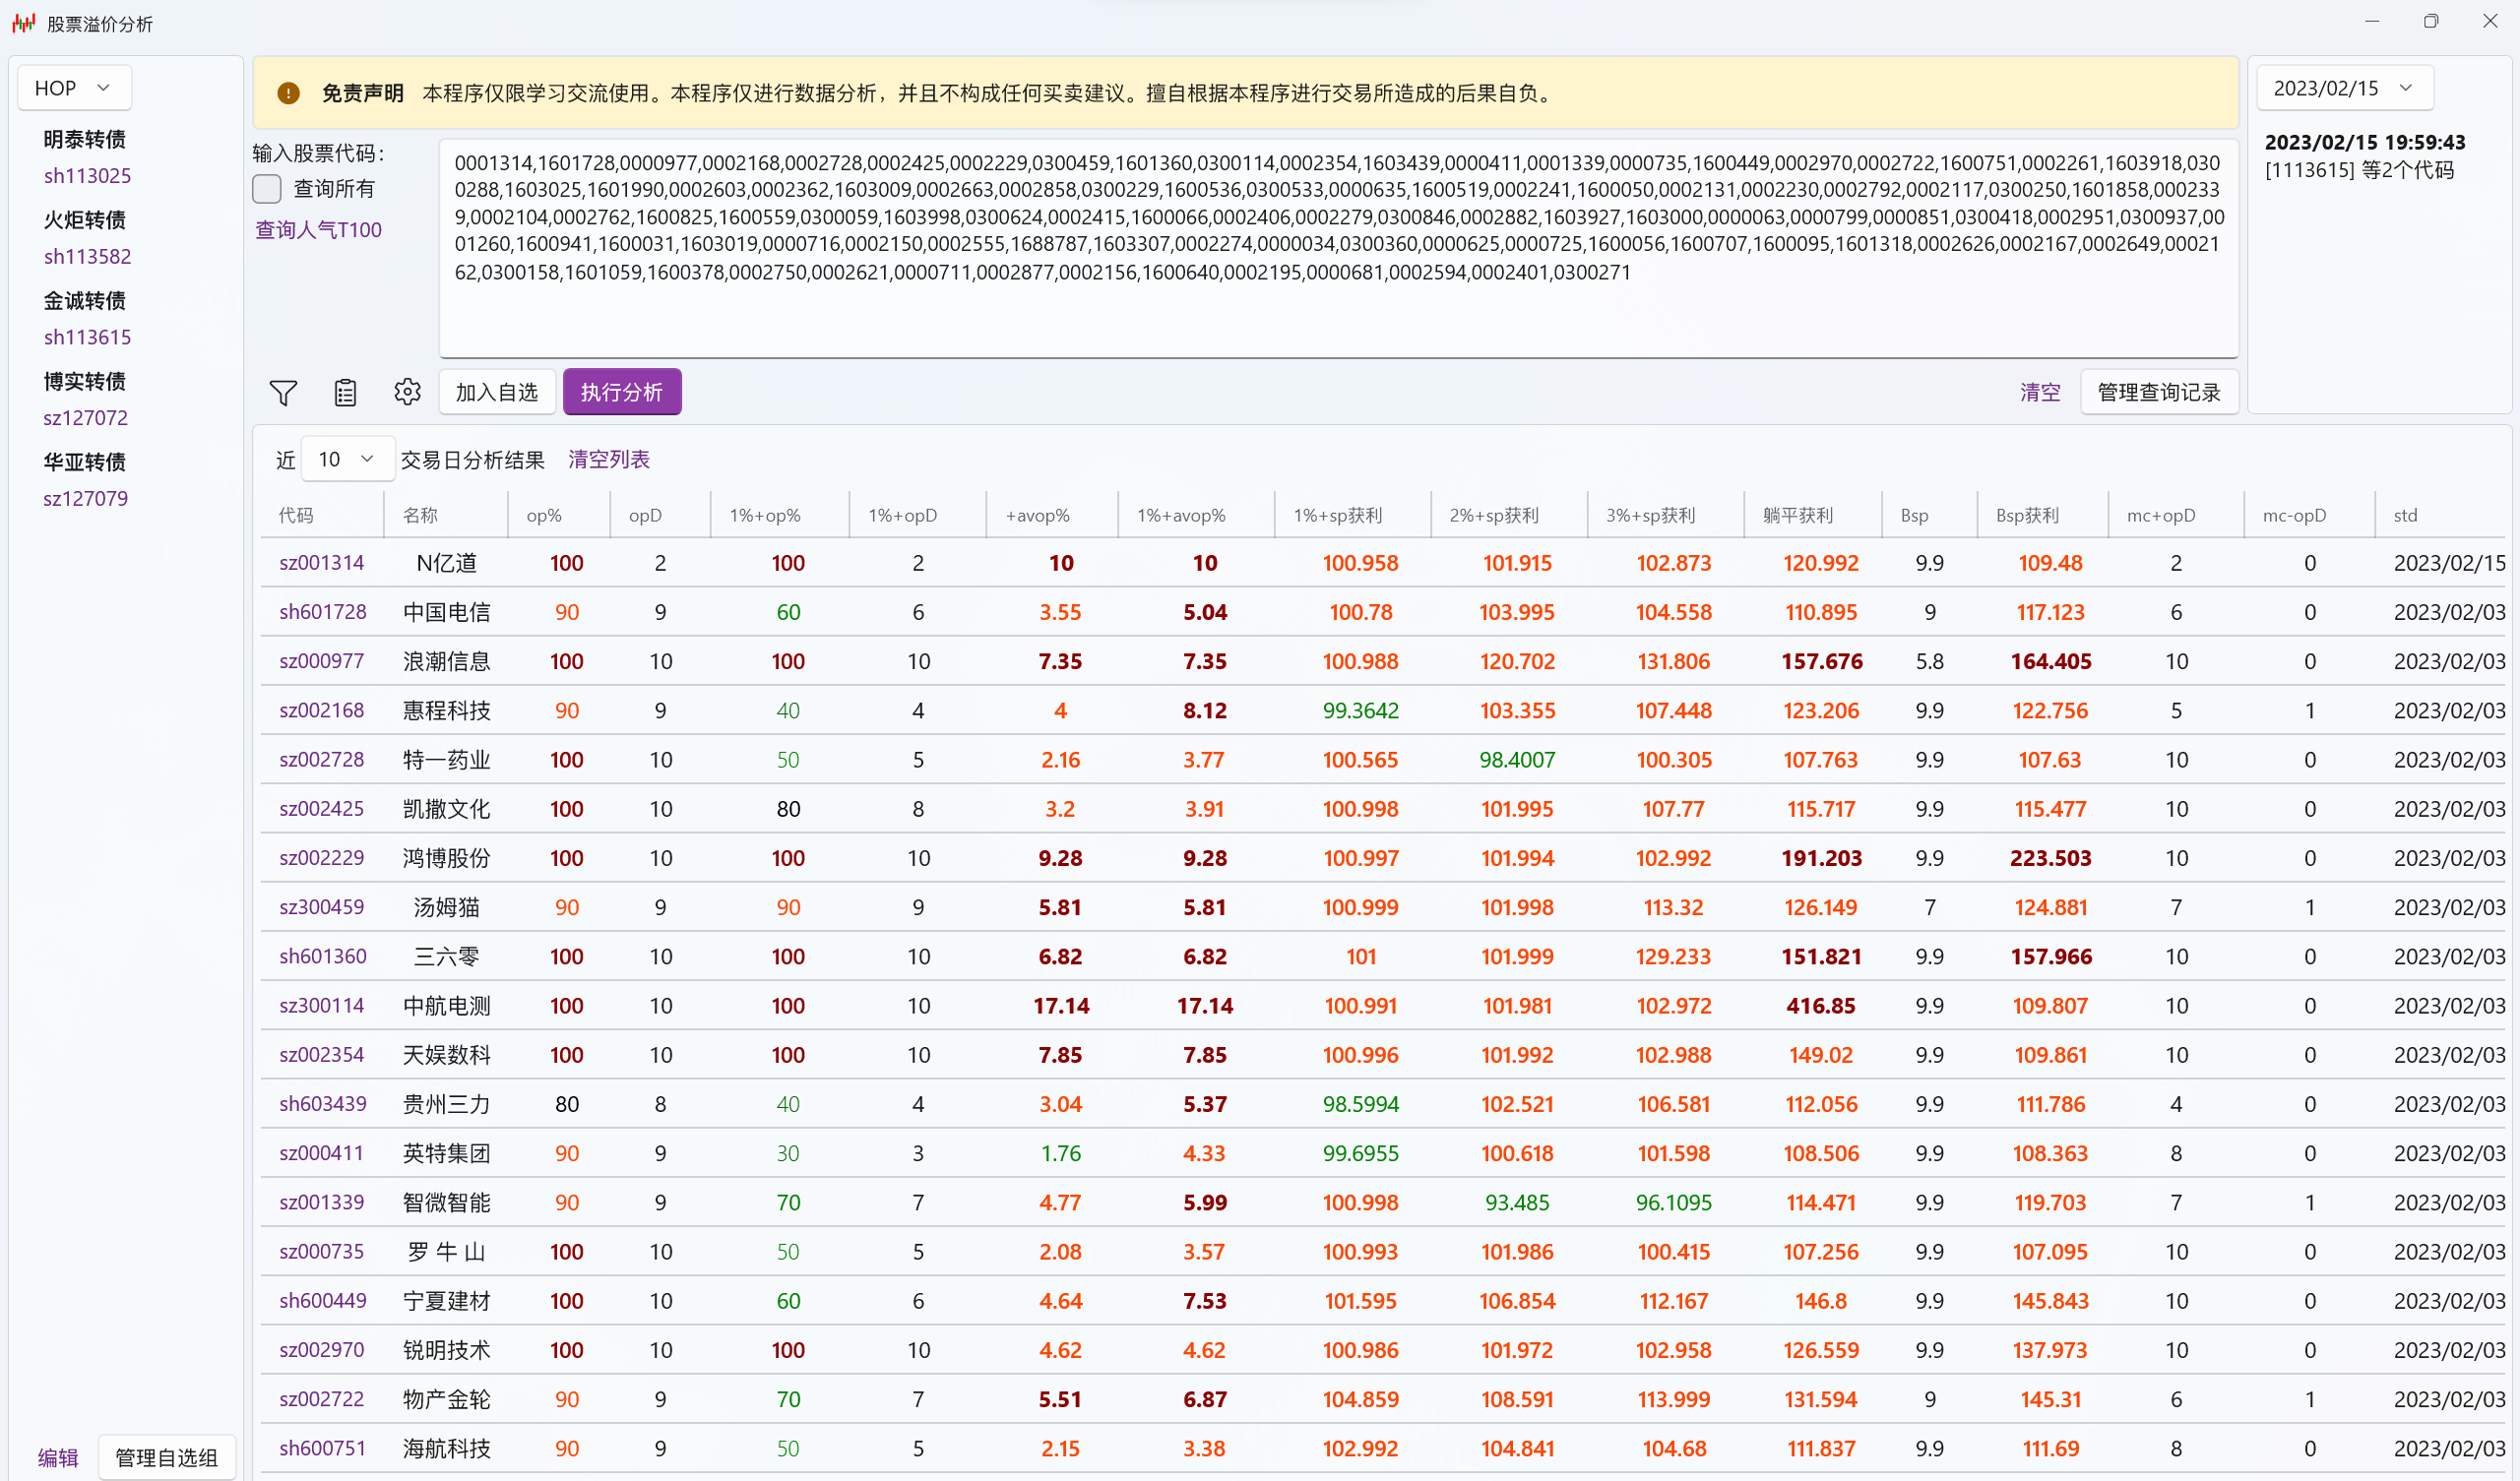 股票溢价分析
HOP
明泰转债
sh113025
火炬转债
sh113582
金诚转债
sh113615
博实转债
sz127072
华亚转债
sz127079
编辑 管理自选组
免责声明 本程序仅限学习交流使用。本程序仅进行数据分析，并且不构成任何买卖建议。擅自根据本程序进行交易所造成的后果自负。
输入股票代码：
查询所有
查询人气T100
0001314,1601728,0000977,0002168,0002728,0002425,0002229,0300459,1601360,0300114,0002354,1603439,0000411,0001339,0000735,1600449,0002970,0002722,1600751,0002261,1603918,030
0288,1603025,1601990,0002603,0002362,1603009,0002663,0002858,0300229,1600536,0300533,0000635,1600519,0002241,1600050,0002131,0002230,0002792,0002117,0300250,1601858,000233
9,0002104,0002762,1600825,1600559,0300059,1603998,0300624,0002415,1600066,0002406,0002279,0300846,0002882,1603927,1603000,0000063,0000799,0000851,0300418,0002951,0300937,00
01260,1600941,1600031,1603019,0000716,0002150,0002555,1688787,1603307,0002274,0000034,0300360,0000625,0000725,1600056,1600707,1600095,1601318,0002626,0002167,0002649,00021
62,0300158,1601059,1600378,0002750,0002621,0000711,0002877,0002156,1600640,0002195,0000681,0002594,0002401,0300271
加入自选 执行分析 清空 管理查询记录
2023/02/15
2023/02/15 19:59:43
[1113615] 等2个代码
近 10 交易日分析结果 清空列表
代码 名称 op% opD 1%+op% 1%+opD +avop% 1%+avop% 1%+sp获利 2%+sp获利 3%+sp获利 躺平获利 Bsp Bsp获利 mc+opD mc-opD std
sz001314 N亿道 100 2 100 2 10 10 100.958 101.915 102.873 120.992 9.9 109.48 2 0 2023/02/15
sh601728 中国电信 90 9 60 6 3.55 5.04 100.78 103.995 104.558 110.895 9 117.123 6 0 2023/02/03
sz000977 浪潮信息 100 10 100 10 7.35 7.35 100.988 120.702 131.806 157.676 5.8 164.405 10 0 2023/02/03
sz002168 惠程科技 90 9 40 4 4 8.12 99.3642 103.355 107.448 123.206 9.9 122.756 5 1 2023/02/03
sz002728 特一药业 100 10 50 5 2.16 3.77 100.565 98.4007 100.305 107.763 9.9 107.63 10 0 2023/02/03
sz002425 凯撒文化 100 10 80 8 3.2 3.91 100.998 101.995 107.77 115.717 9.9 115.477 10 0 2023/02/03
sz002229 鸿博股份 100 10 100 10 9.28 9.28 100.997 101.994 102.992 191.203 9.9 223.503 10 0 2023/02/03
sz300459 汤姆猫 90 9 90 9 5.81 5.81 100.999 101.998 113.32 126.149 7 124.881 7 1 2023/02/03
sh601360 三六零 100 10 100 10 6.82 6.82 101 101.999 129.233 151.821 9.9 157.966 10 0 2023/02/03
sz300114 中航电测 100 10 100 10 17.14 17.14 100.991 101.981 102.972 416.85 9.9 109.807 10 0 2023/02/03
sz002354 天娱数科 100 10 100 10 7.85 7.85 100.996 101.992 102.988 149.02 9.9 109.861 10 0 2023/02/03
sh603439 贵州三力 80 8 40 4 3.04 5.37 98.5994 102.521 106.581 112.056 9.9 111.786 4 0 2023/02/03
sz000411 英特集团 90 9 30 3 1.76 4.33 99.6955 100.618 101.598 108.506 9.9 108.363 8 0 2023/02/03
sz001339 智微智能 90 9 70 7 4.77 5.99 100.998 93.485 96.1095 114.471 9.9 119.703 7 1 2023/02/03
sz000735 罗 牛 山 100 10 50 5 2.08 3.57 100.993 101.986 100.415 107.256 9.9 107.095 10 0 2023/02/03
sh600449 宁夏建材 100 10 60 6 4.64 7.53 101.595 106.854 112.167 146.8 9.9 145.843 10 0 2023/02/03
sz002970 锐明技术 100 10 100 10 4.62 4.62 100.986 101.972 102.958 126.559 9.9 137.973 10 0 2023/02/03
sz002722 物产金轮 90 9 70 7 5.51 6.87 104.859 108.591 113.999 131.594 9 145.31 6 1 2023/02/03
sh600751 海航科技 90 9 50 5 2.15 3.38 102.992 104.841 104.68 111.837 9.9 111.69 8 0 2023/02/03